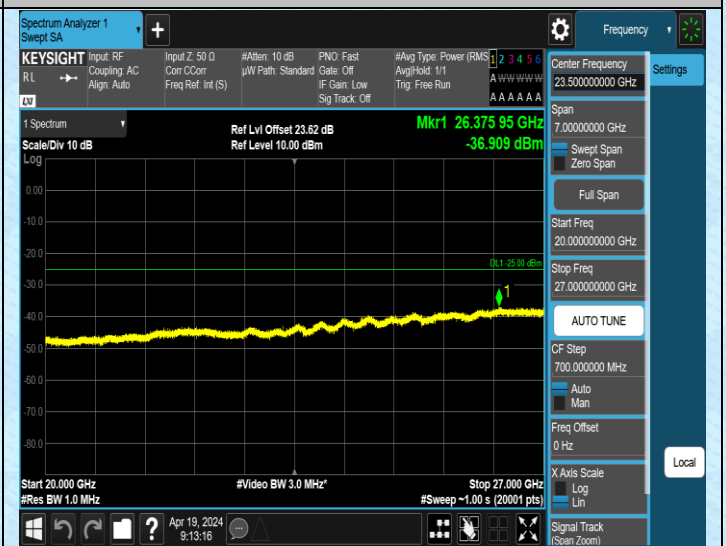 Spectrum Analyzer 1
Swept SA
Frequency
KEYSIGHT
RL
LXI
Input: RF
Coupling: AC
Align: Auto
Input Z: 50 Ω
Corr CCorr
Freq Ref: Int (S)
#Atten: 10 dB
µW Path: Standard
PNO: Fast
Gate: Off
IF Gain: Low
Sig Track: Off
#Avg Type: Power (RMS
Avg|Hold: 1/1
Trig: Free Run
1 2 3 4 5 6
A W W W W W
A A A A A A
1 Spectrum
Scale/Div 10 dB
Log
Ref Lvl Offset 23.62 dB
Ref Level 10.00 dBm
Mkr1 26.375 95 GHz
-36.909 dBm
0.00
-10.0
-20.0
-30.0
-40.0
-50.0
-60.0
-70.0
-80.0
DL1 -25.00 dBm
1
Start 20.000 GHz
#Res BW 1.0 MHz
#Video BW 3.0 MHz*
Stop 27.000 GHz
#Sweep ~1.00 s (20001 pts)
Center Frequency
23.500000000 GHz
Span
7.00000000 GHz
Swept Span
Zero Span
Full Span
Start Freq
20.000000000 GHz
Stop Freq
27.000000000 GHz
AUTO TUNE
CF Step
700.000000 MHz
Auto
Man
Freq Offset
0 Hz
X Axis Scale
Log
Lin
Signal Track
(Span Zoom)
Settings
Local
?
Apr 19, 2024
9:13:16